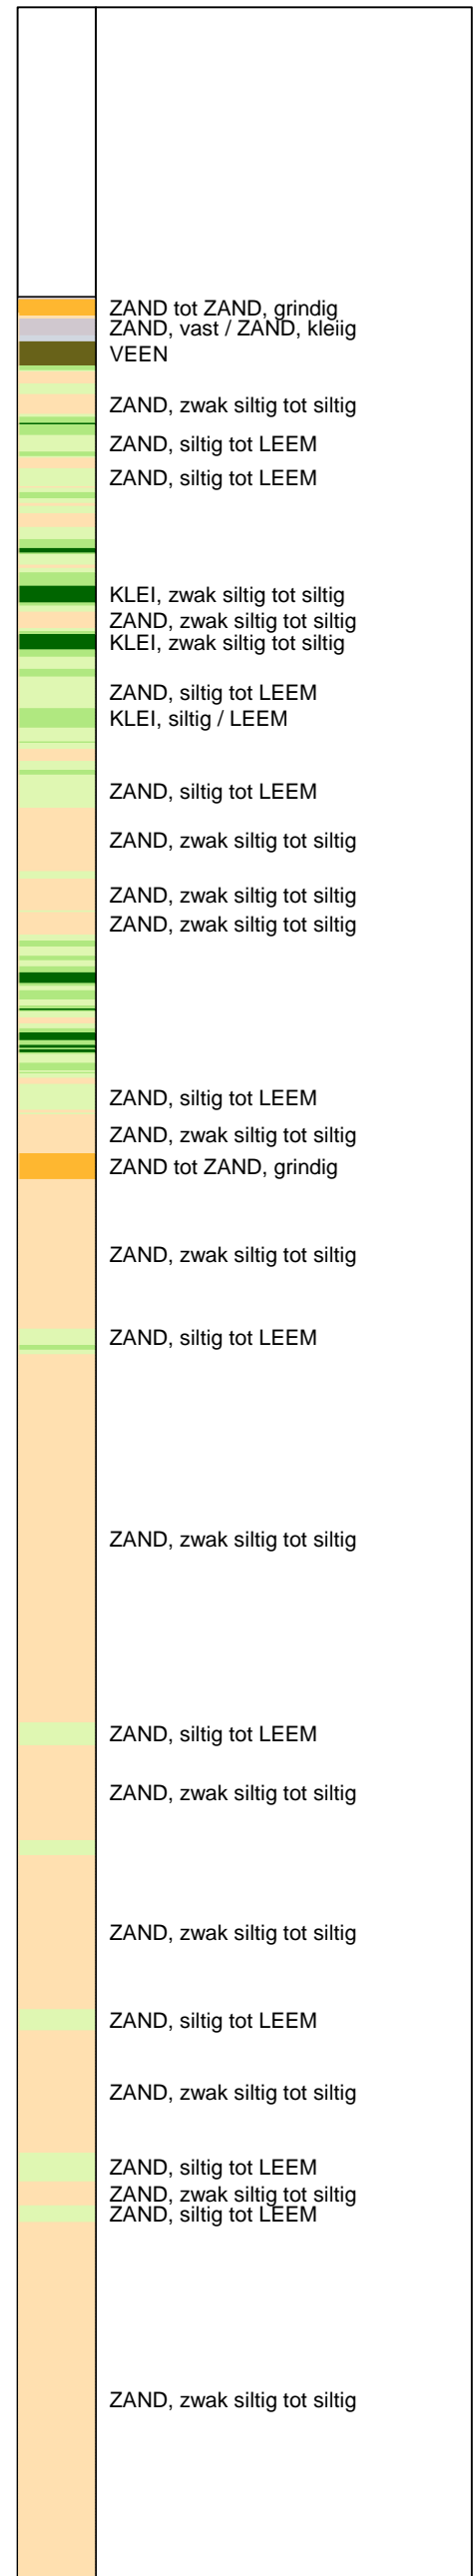 ZAND tot ZAND, grindig
ZAND, vast / ZAND, kleiig
VEEN
ZAND, zwak siltig tot siltig
ZAND, siltig tot LEEM
ZAND, siltig tot LEEM
KLEI, zwak siltig tot siltig
ZAND, zwak siltig tot siltig
KLEI, zwak siltig tot siltig
ZAND, siltig tot LEEM
KLEI, siltig / LEEM
ZAND, siltig tot LEEM
ZAND, zwak siltig tot siltig
ZAND, zwak siltig tot siltig
ZAND, zwak siltig tot siltig
ZAND, siltig tot LEEM
ZAND, zwak siltig tot siltig
ZAND tot ZAND, grindig
ZAND, zwak siltig tot siltig
ZAND, siltig tot LEEM
ZAND, zwak siltig tot siltig
ZAND, siltig tot LEEM
ZAND, zwak siltig tot siltig
ZAND, zwak siltig tot siltig
ZAND, siltig tot LEEM
ZAND, zwak siltig tot siltig
ZAND, siltig tot LEEM
ZAND, zwak siltig tot siltig
ZAND, siltig tot LEEM
ZAND, zwak siltig tot siltig